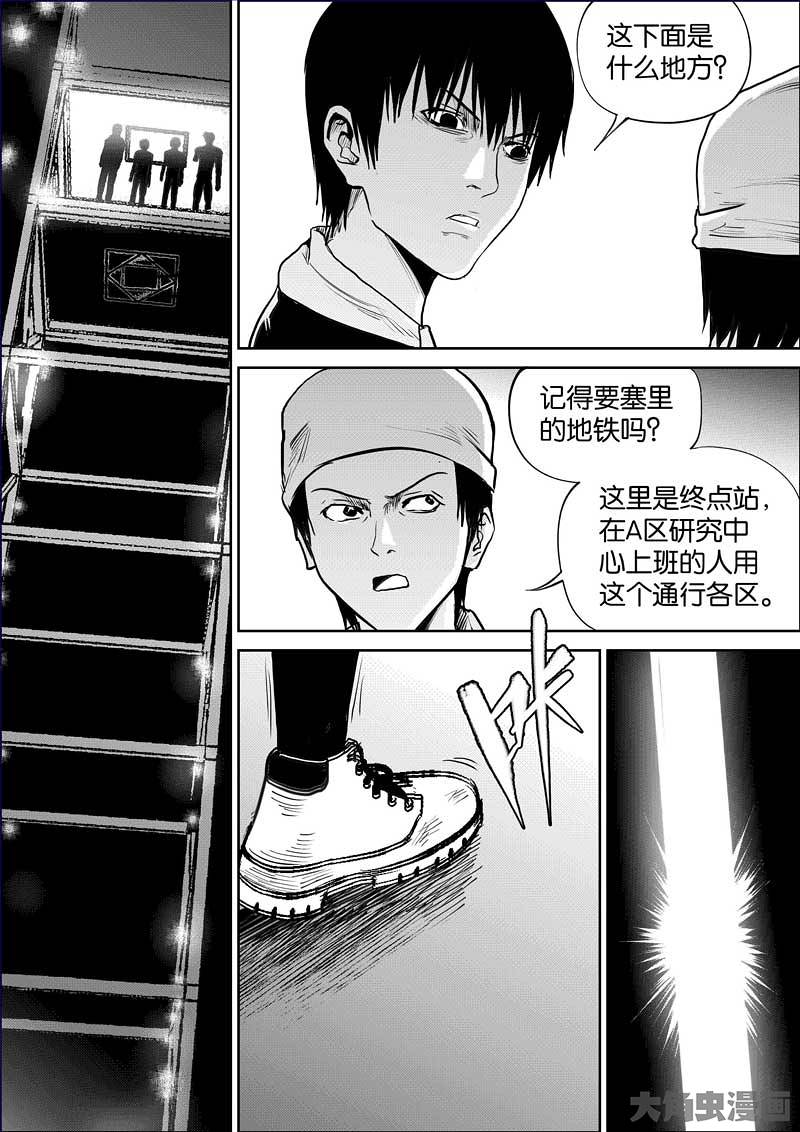 这下面是
什么地方？
记得要塞里
的地铁吗？
这里是终点站，
在A区研究中
心上班的人用
这个通行各区。
咔
大角虫漫画